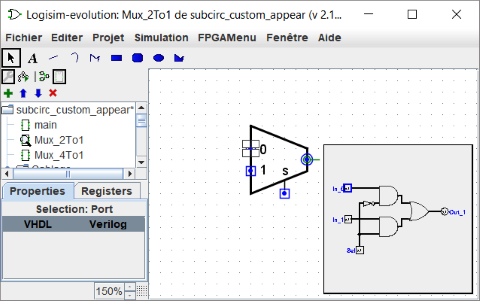 Logisim-evolution: Mux_2To1 de subcirc_custom_appear (v 2.1...
Fichier Editer Projet Simulation FPGAMenu Fenêtre Aide
A
subcirc_custom_appear*
main
Mux_2To1
Mux_4To1
Properties Registers
Selection: Port
VHDL Verilog
150%
0
1
S
In_0
In_1
Sel
Out_1